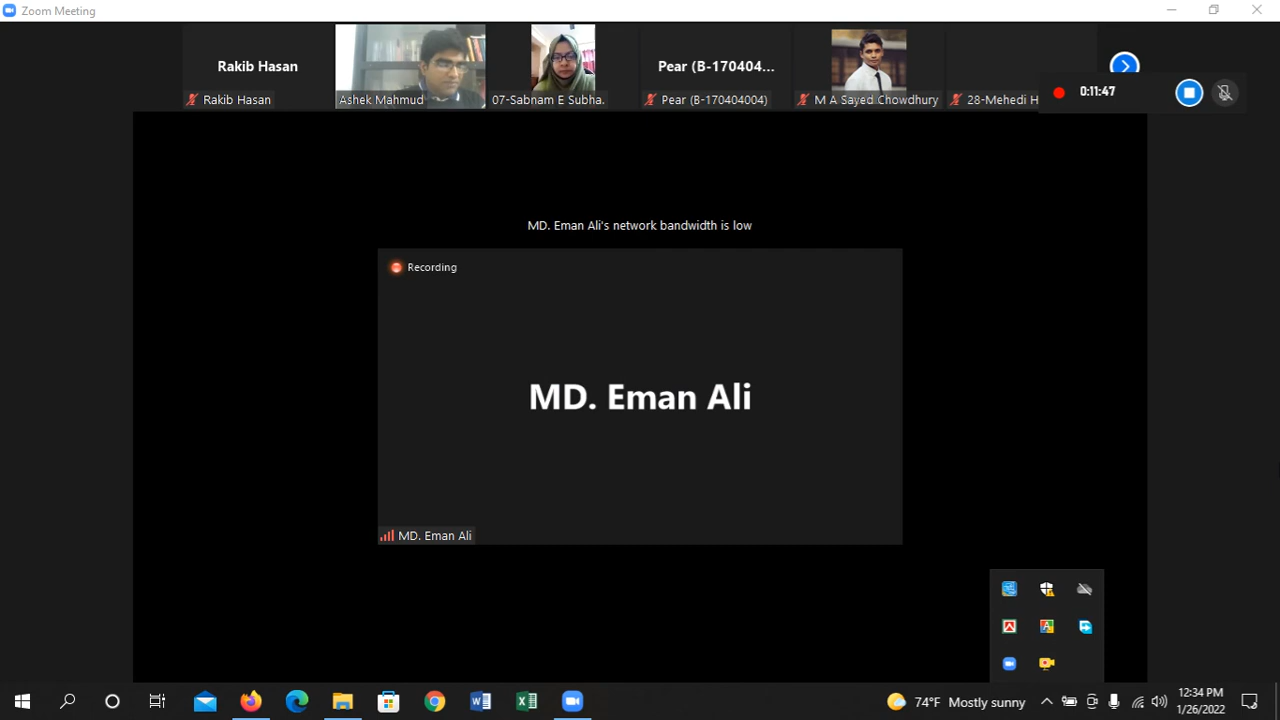 Zoom Meeting
Rakib Hasan
Pear (B-170404...
Rakib Hasan
Ashek Mahmud
07-Sabnam E Subha.
Pear (B-170404004)
M A Sayed Chowdhury
28-Mehedi H
0:11:47
MD. Eman Ali's network bandwidth is low
Recording
MD. Eman Ali
MD. Eman Ali
74°F Mostly sunny
12:34 PM
1/26/2022